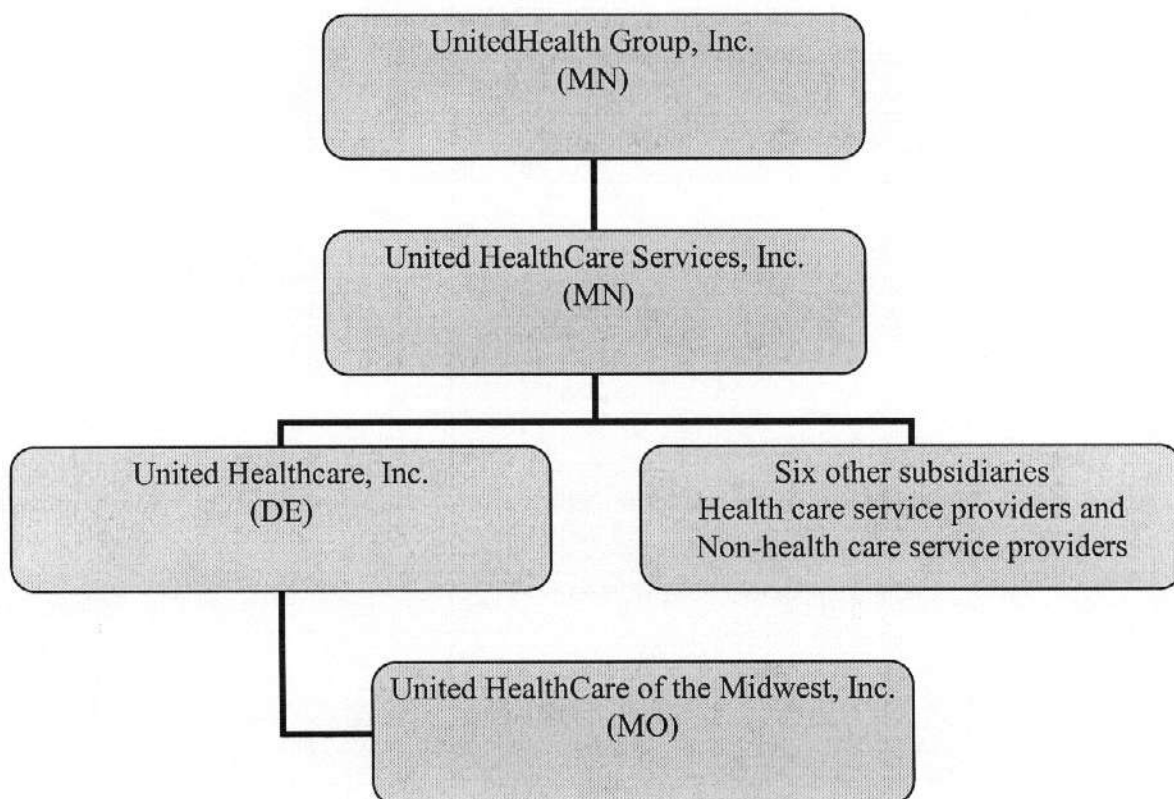 UnitedHealth Group, Inc.
(MN)
United HealthCare Services, Inc.
(MN)
United Healthcare, Inc.
(DE)
Six other subsidiaries
Health care service providers and
Non-health care service providers
United HealthCare of the Midwest, Inc.
(MO)